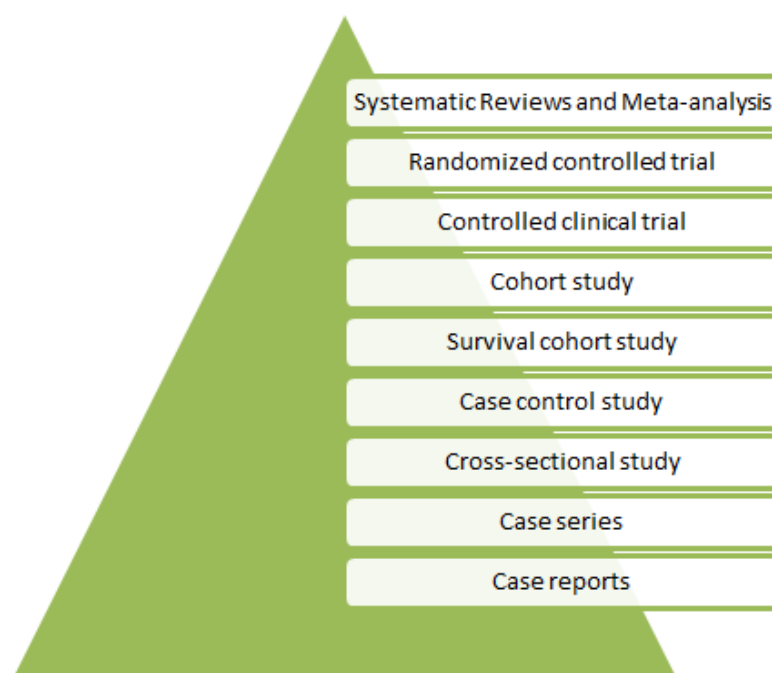 Systematic Reviews and Meta-analysis
Randomized controlled trial
Controlled clinical trial
Cohort study
Survival cohort study
Case control study
Cross-sectional study
Case series
Case reports